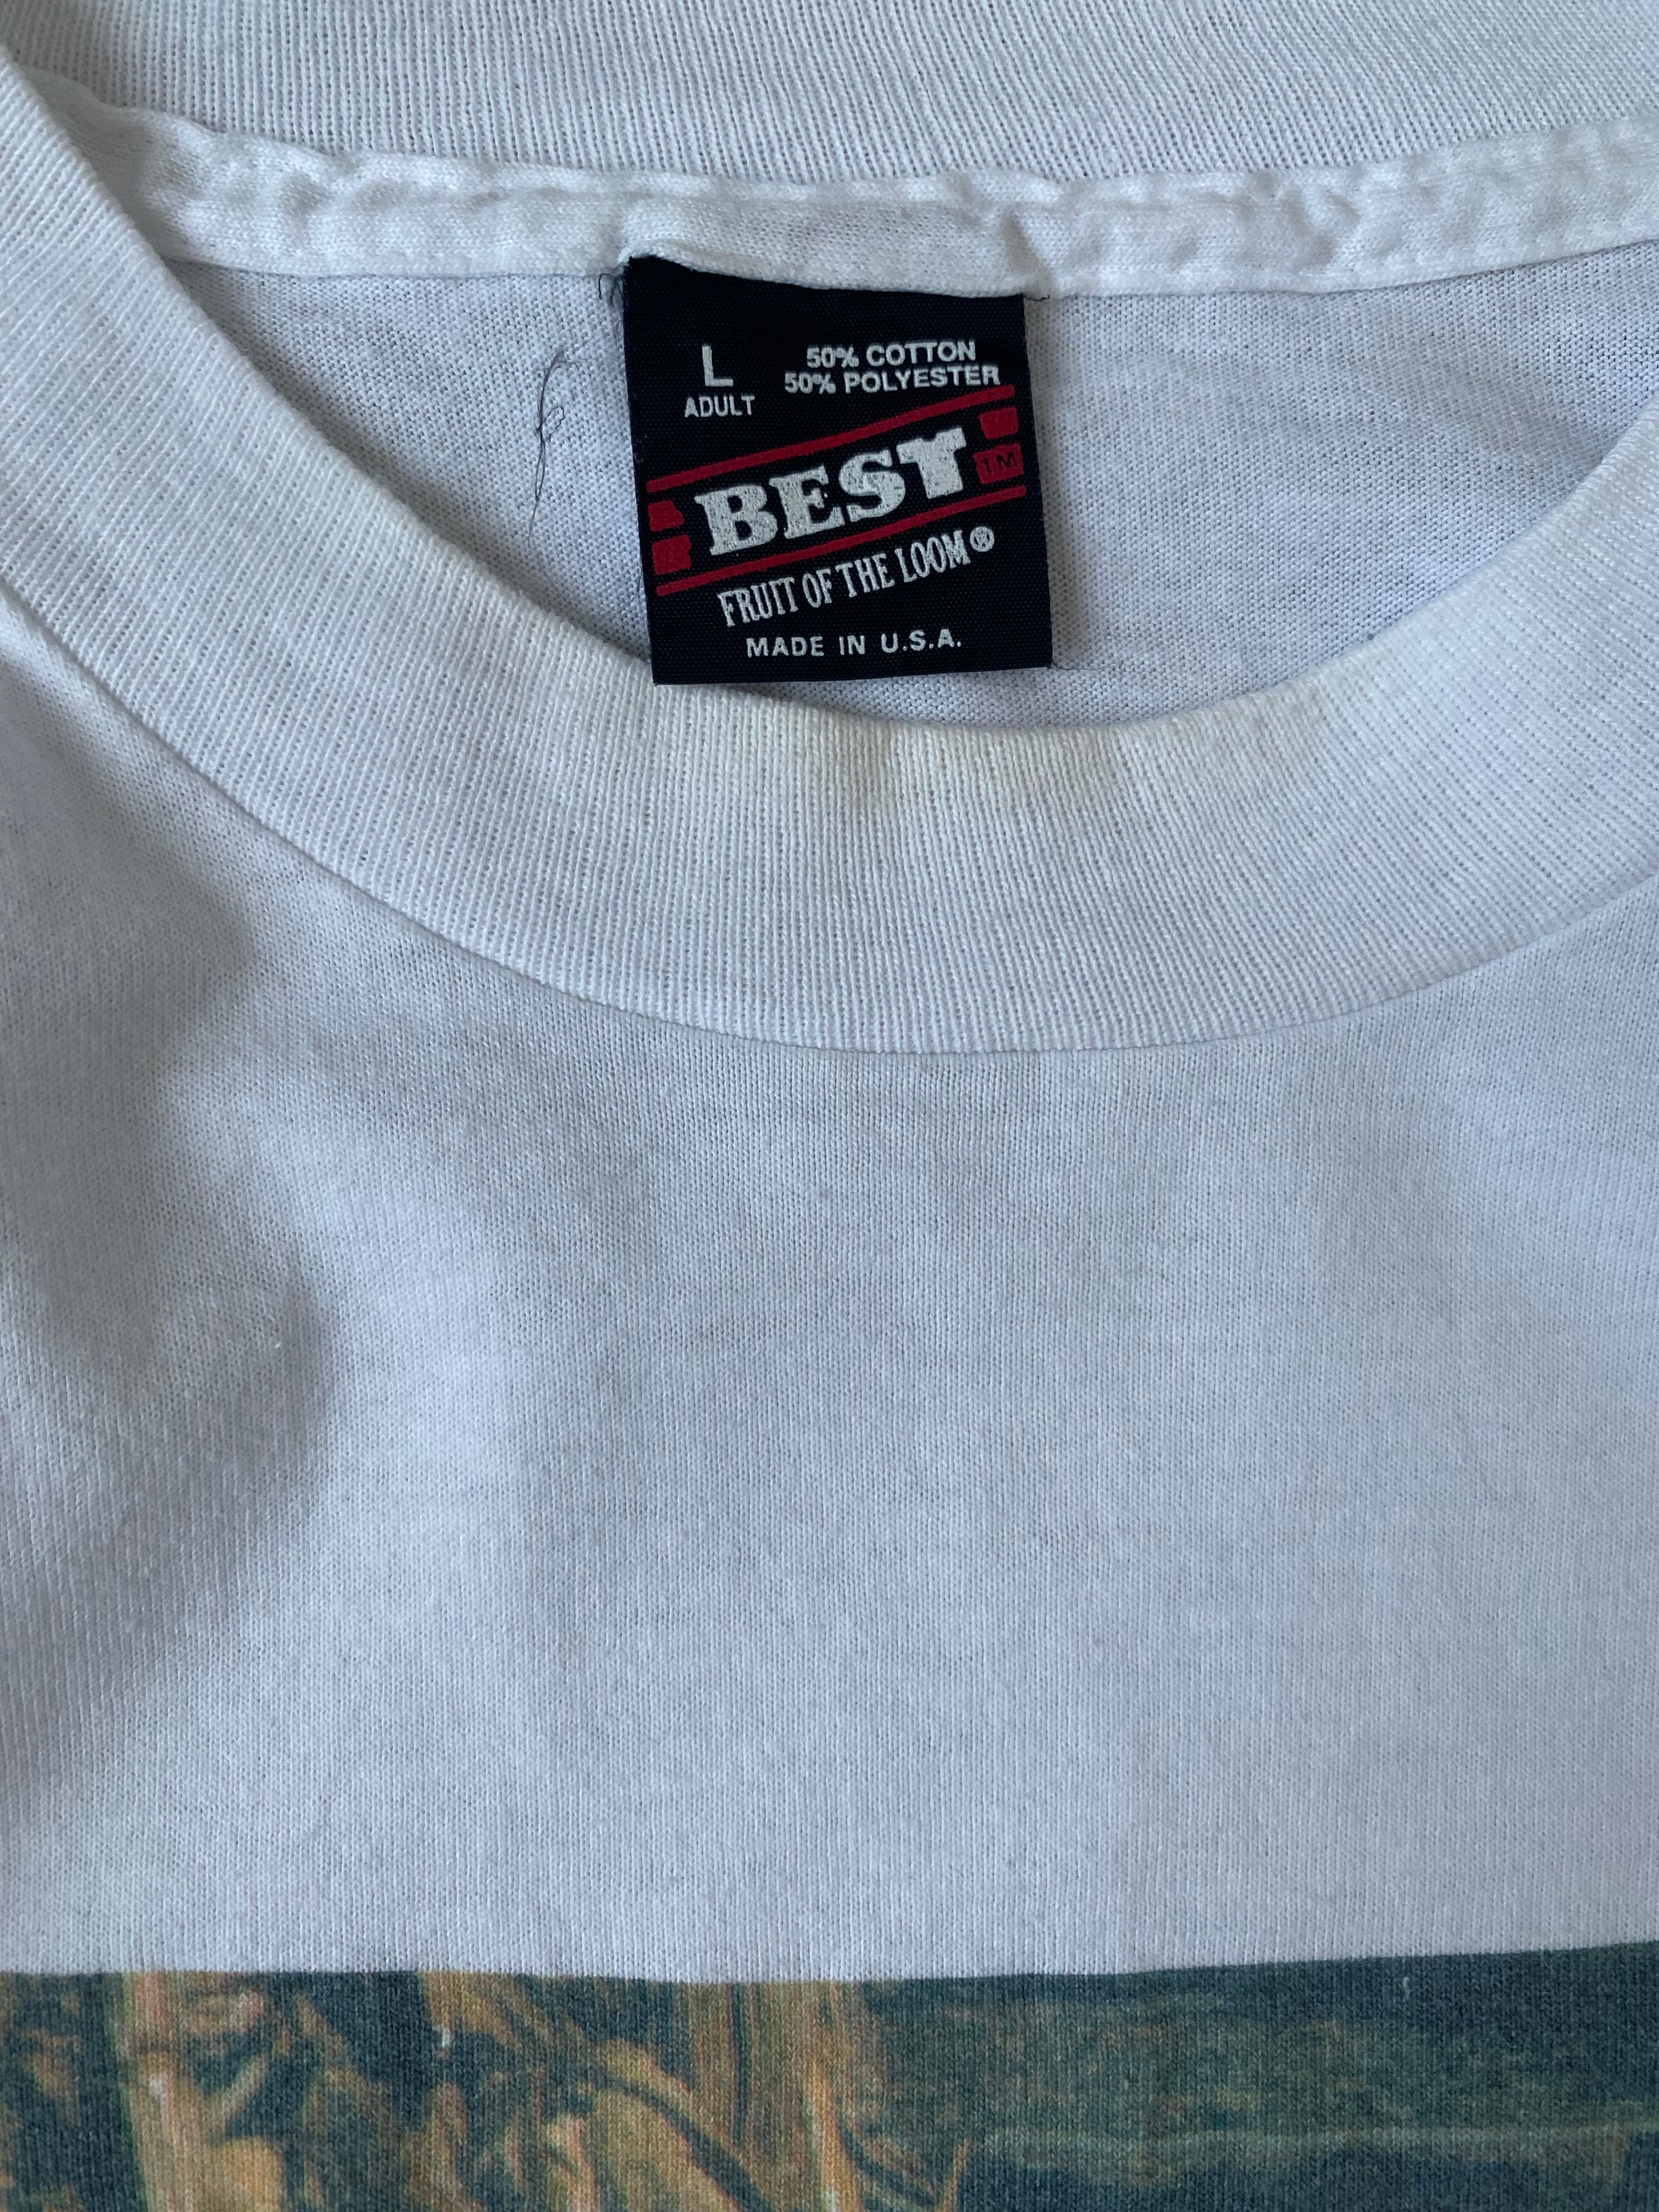 L
ADULT
50% COTTON
50% POLYESTER
BEST
TM
FRUIT OF THE LOOM®
MADE IN U.S.A.